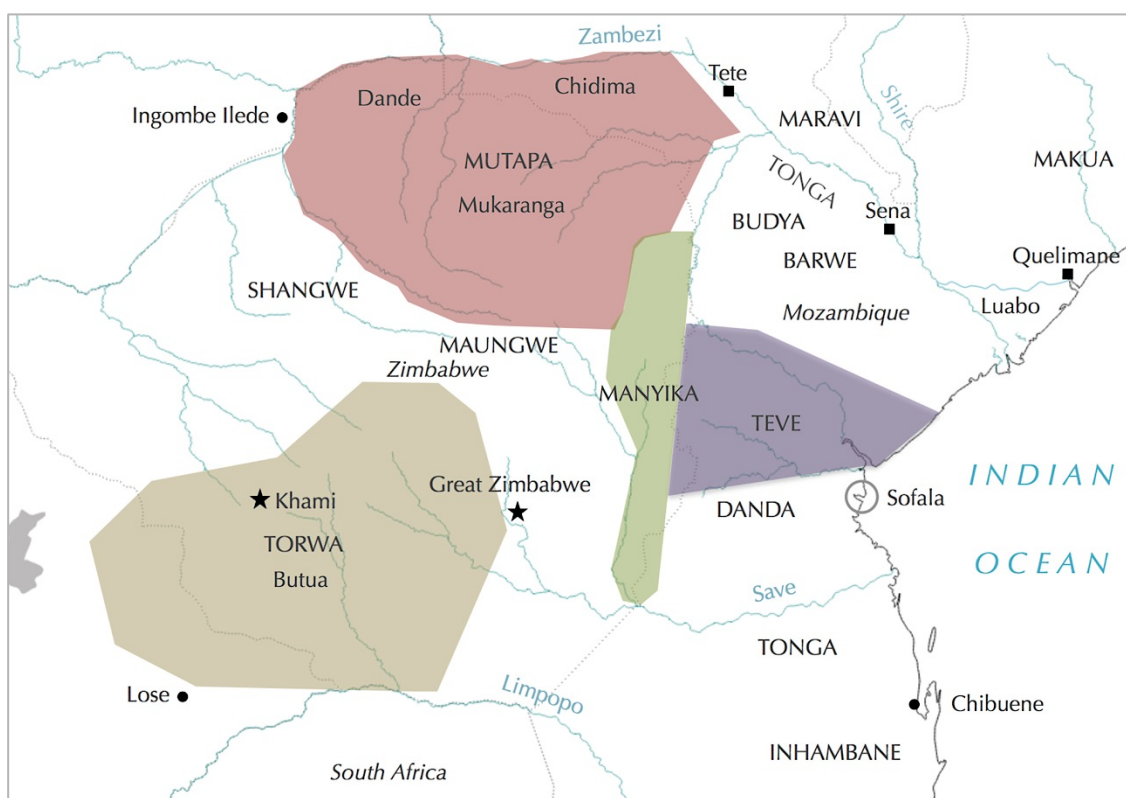 Zambezi
Dande
Chidima
Tete
Ingombe Ilede
MARAVI
Shire
MUTAPA
MAKUA
TONGA
Mukaranga
BUDYA
Sena
BARWE
Quelimane
SHANGWE
Luabo
Mozambique
MAUNGWE
Zimbabwe
MANYIKA
TEVE
INDIAN
Great Zimbabwe
Khami
Sofala
DANDA
TORWA
OCEAN
Butua
Save
TONGA
Lose
Limpopo
Chibuene
INHAMBANE
South Africa